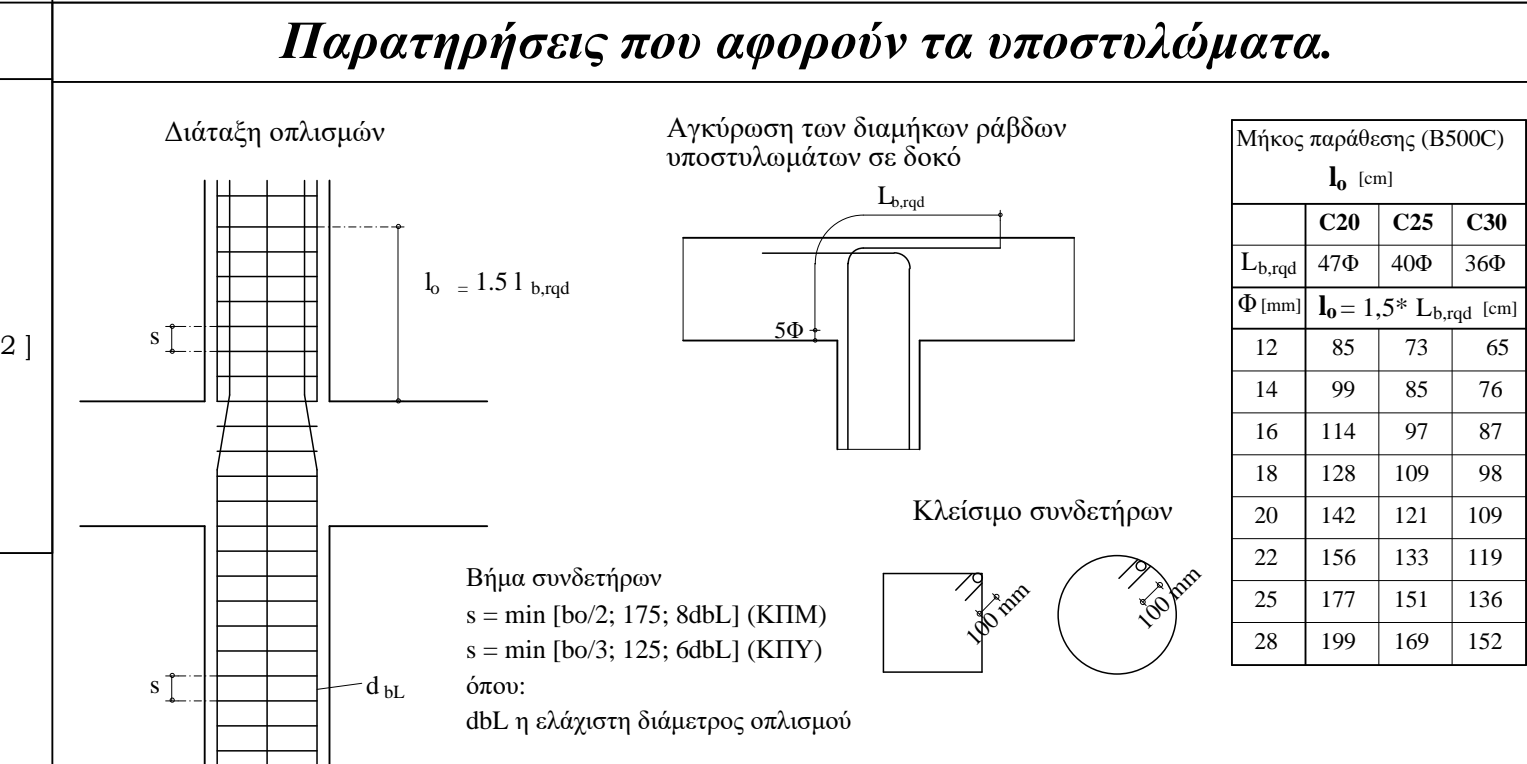 Παρατηρήσεις που αφορούν τα υποστυλώματα.
2 ]
Διάταξη οπλισμών
l o = 1.5 l b,rqd
s
s
d bL
Αγκύρωση των διαμήκων ράβδων
υποστυλωμάτων σε δοκό
L b,rqd
5Φ
Κλείσιμο συνδετήρων
100 mm
100 mm
Βήμα συνδετήρων
s = min [bo/2; 175; 8dbL] (ΚΠΜ)
s = min [bo/3; 125; 6dbL] (ΚΠΥ)
όπου:
dbL η ελάχιστη διάμετρος οπλισμού
Μήκος παράθεσης (B500C)
lo [cm]
C20 C25 C30
Lb,rqd 47Φ 40Φ 36Φ
Φ [mm] lo = 1,5* Lb,rqd [cm]
12 85 73 65
14 99 85 76
16 114 97 87
18 128 109 98
20 142 121 109
22 156 133 119
25 177 151 136
28 199 169 152